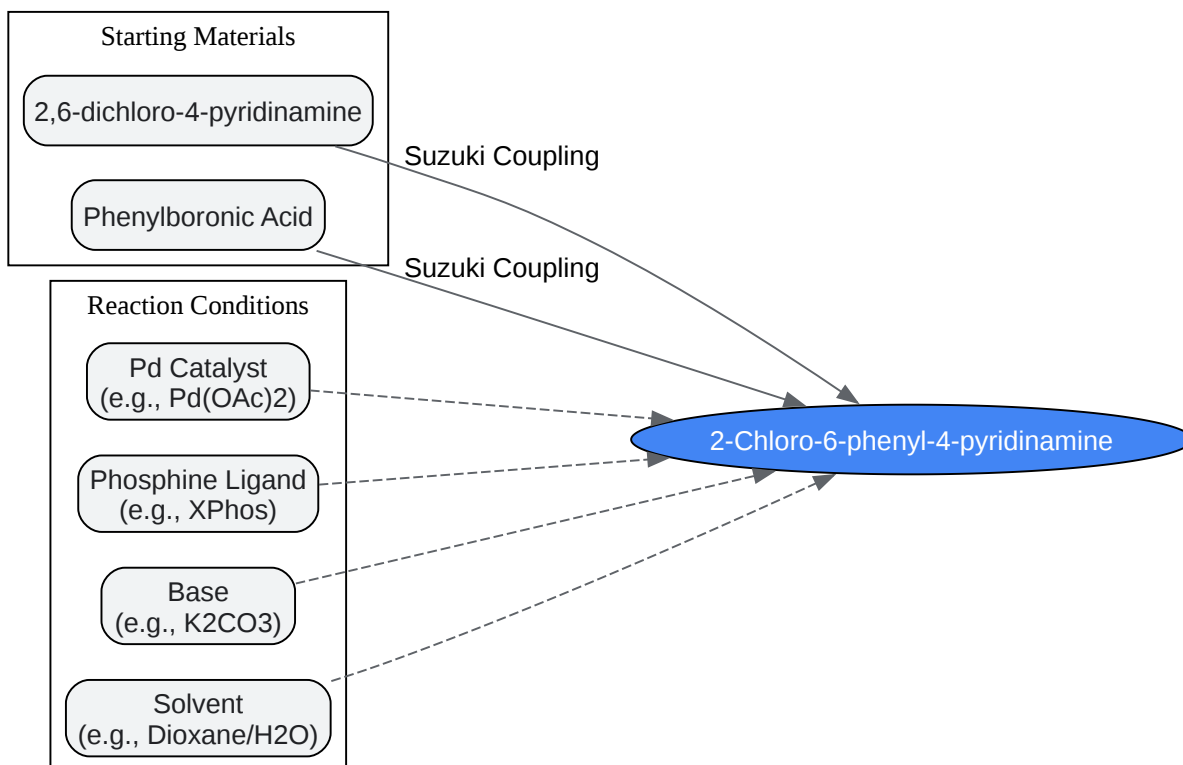 Starting Materials
2,6-dichloro-4-pyridinamine
Suzuki Coupling
Phenylboronic Acid
Suzuki Coupling
Reaction Conditions
Pd Catalyst
(e.g., Pd(OAc)2)
2-Chloro-6-phenyl-4-pyridinamine
Phosphine Ligand
(e.g., XPhos)
Base
(e.g., K2CO3)
Solvent
(e.g., Dioxane/H2O)